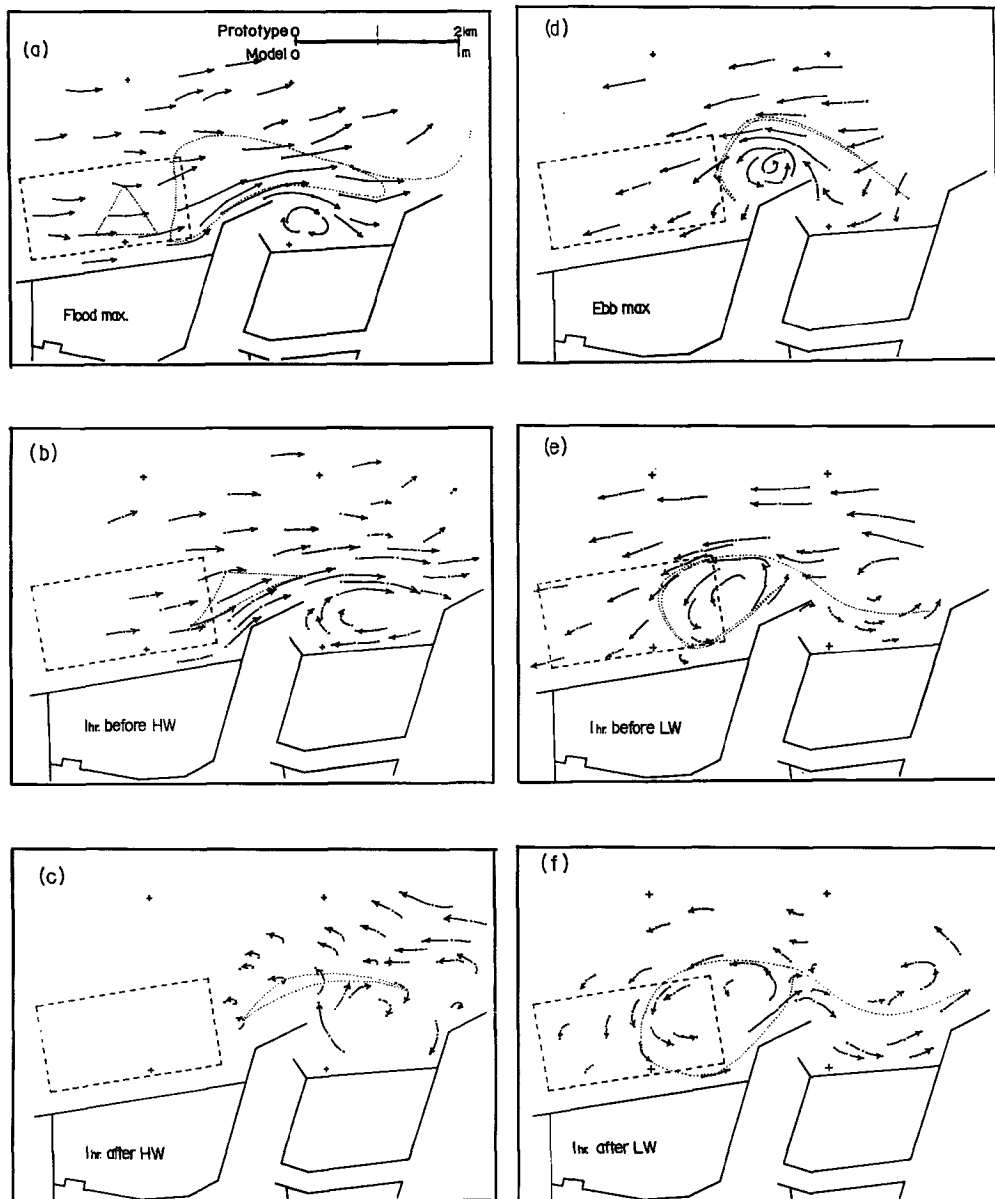 (a)
Prototype 0 2km
Model 0 1m
Flood max.
(b)
1hr. before HW
(c)
1hr. after HW
(d)
Ebb max
(e)
1hr. before LW
(f)
1hr. after LW